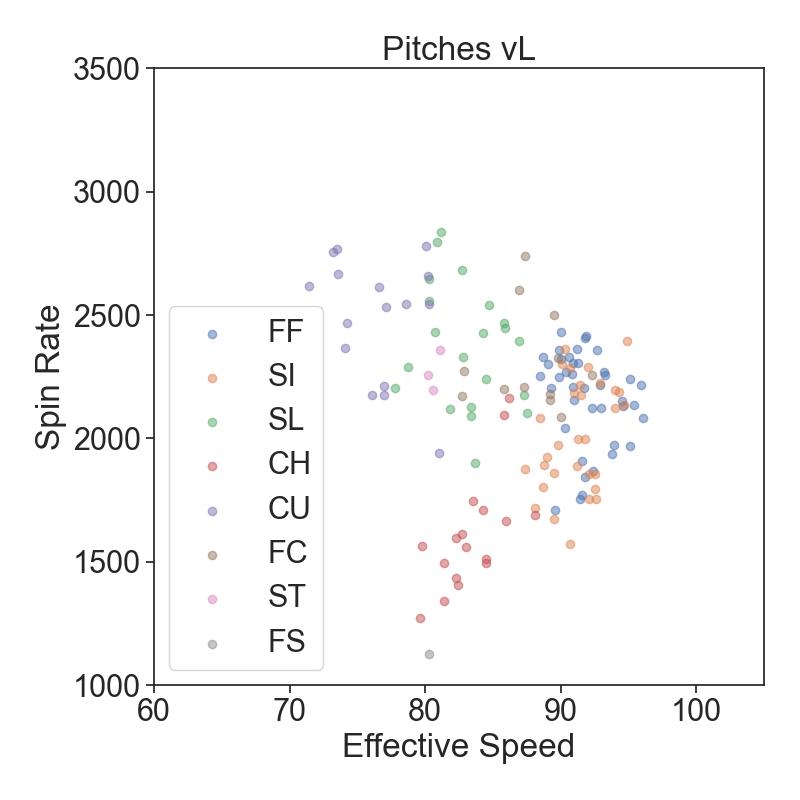 Pitches vL
3500
3000
2500
2000
1500
1000
Spin Rate
FF
SI
SL
CH
CU
FC
ST
FS
60 70 80 90 100
Effective Speed